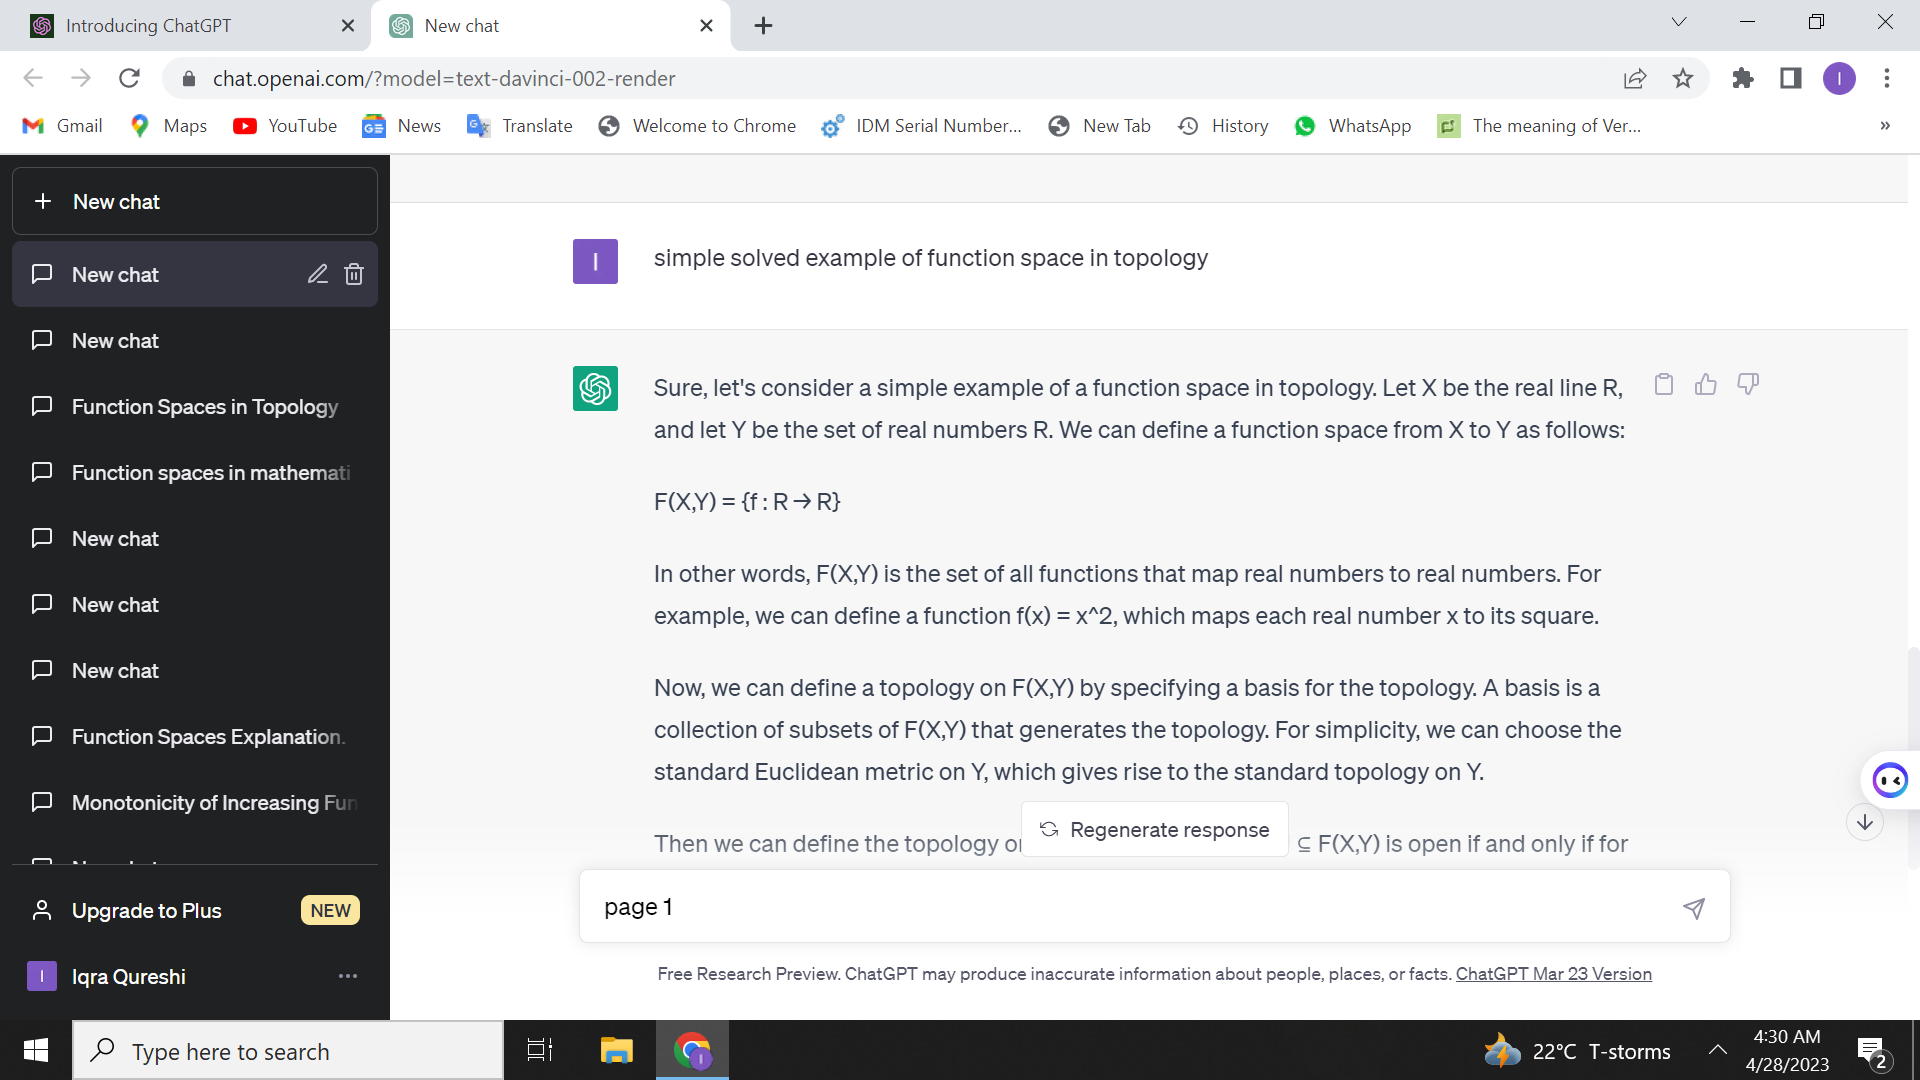 Introducing ChatGPT
New chat
chat.openai.com/?model=text-davinci-002-render
I
Gmail
Maps
YouTube
News
Translate
Welcome to Chrome
IDM Serial Number...
New Tab
History
WhatsApp
The meaning of Ver...
»
New chat
New chat
New chat
Function Spaces in Topology
Function spaces in mathemati
New chat
New chat
New chat
Function Spaces Explanation.
Monotonicity of Increasing Fun
Upgrade to Plus NEW
I Iqra Qureshi
I simple solved example of function space in topology
Sure, let's consider a simple example of a function space in topology. Let X be the real line R,
and let Y be the set of real numbers R. We can define a function space from X to Y as follows:
F(X,Y) = {f : R → R}
In other words, F(X,Y) is the set of all functions that map real numbers to real numbers. For
example, we can define a function f(x) = x^2, which maps each real number x to its square.
Now, we can define a topology on F(X,Y) by specifying a basis for the topology. A basis is a
collection of subsets of F(X,Y) that generates the topology. For simplicity, we can choose the
standard Euclidean metric on Y, which gives rise to the standard topology on Y.
Regenerate response
Then we can define the topology ⊆ F(X,Y) is open if and only if for
page 1
Free Research Preview. ChatGPT may produce inaccurate information about people, places, or facts. ChatGPT Mar 23 Version
Type here to search
22°C T-storms
4:30 AM
4/28/2023
2